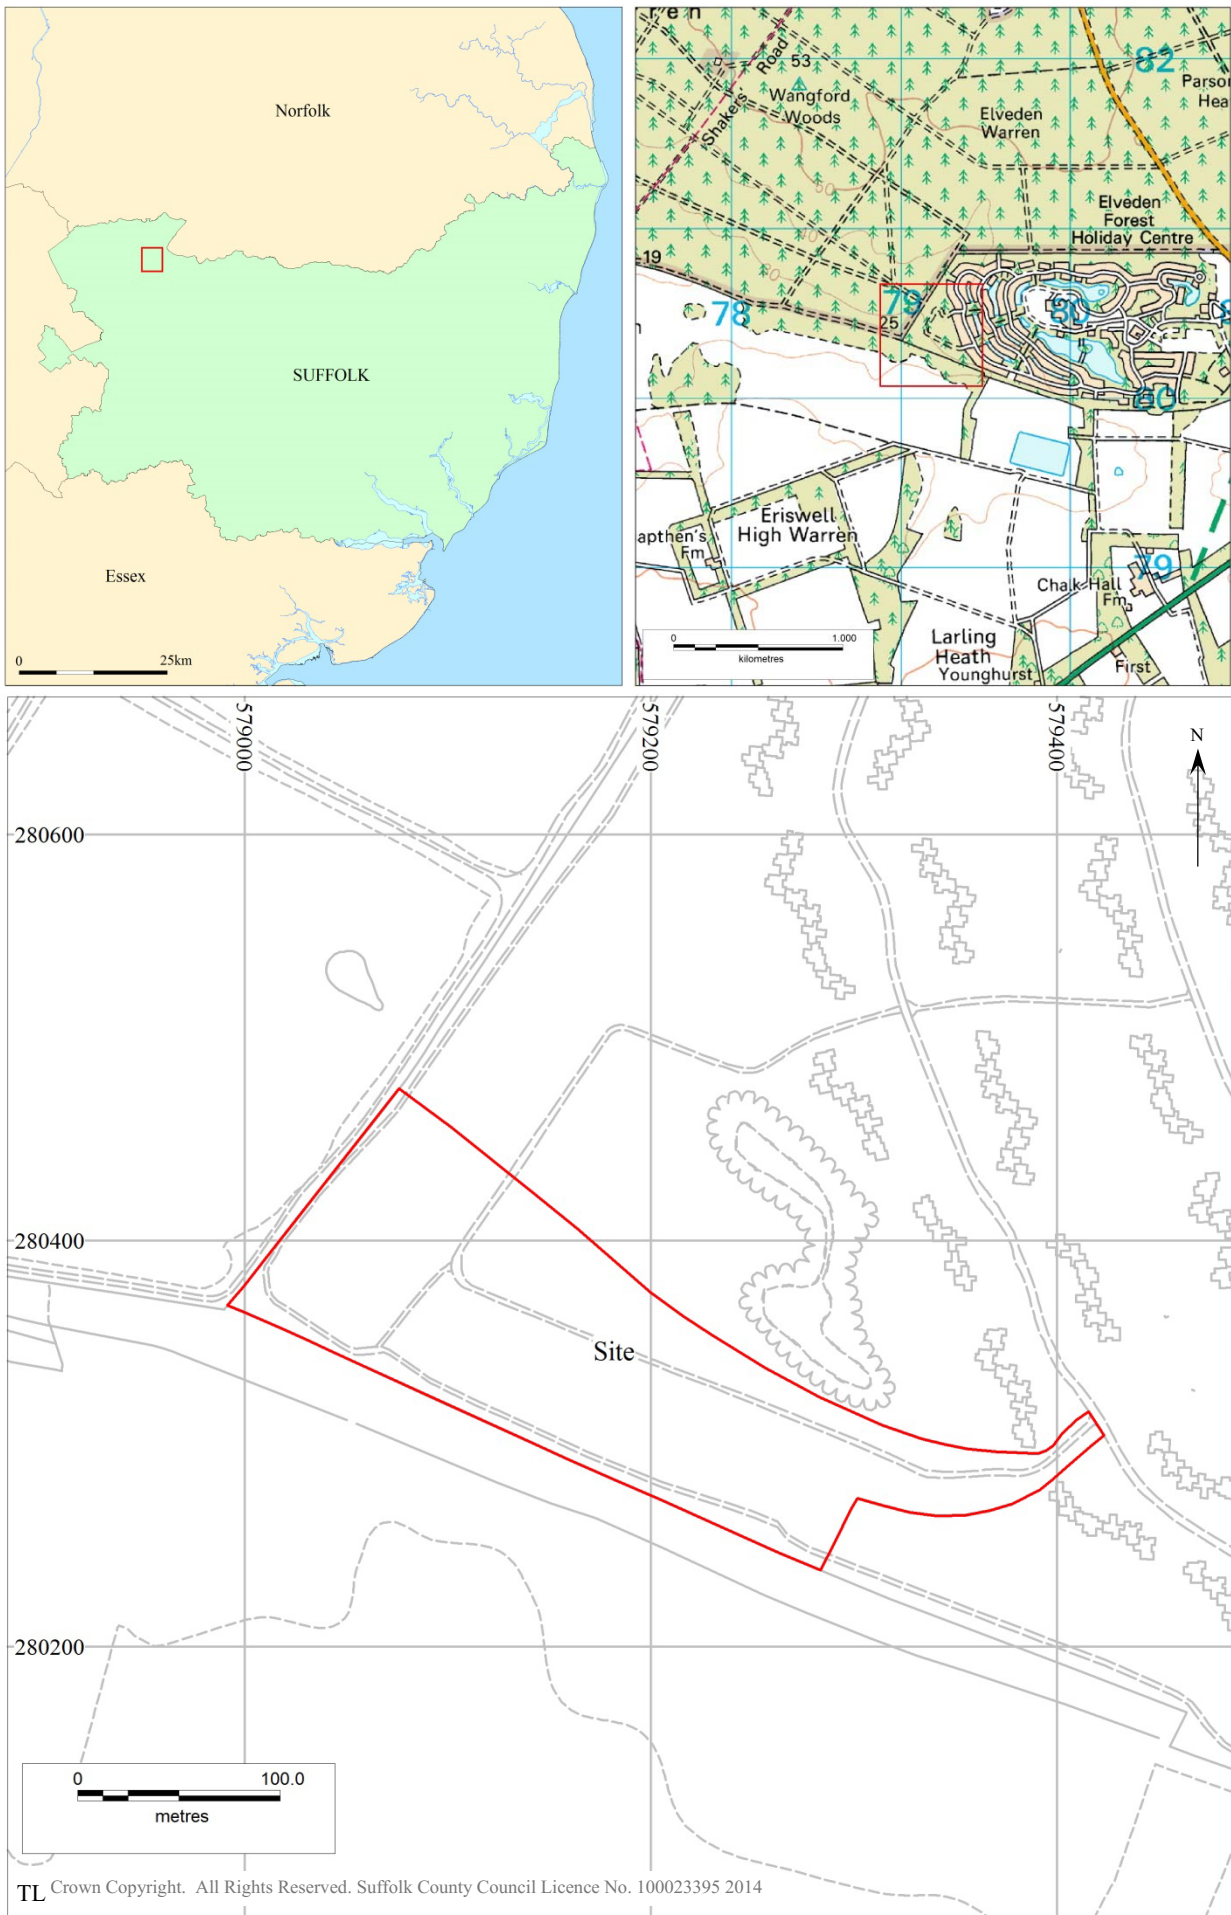 Norfolk
SUFFOLK
Essex
0 25km
ren
Shakers Road
53
Wangford
Woods
Elveden
Warren
82
Elveden
Forest
Holiday Centre
19
50
78
79
25
80
80
Eriswell
High Warren
Fm
79
Chalk Hall
Fm
Larling
Heath
Younghurst
First
0 1.000
kilometres
579000
579200
579400
N
280600
280400
Site
280200
0 100.0
metres
TL Crown Copyright. All Rights Reserved. Suffolk County Council Licence No. 100023395 2014